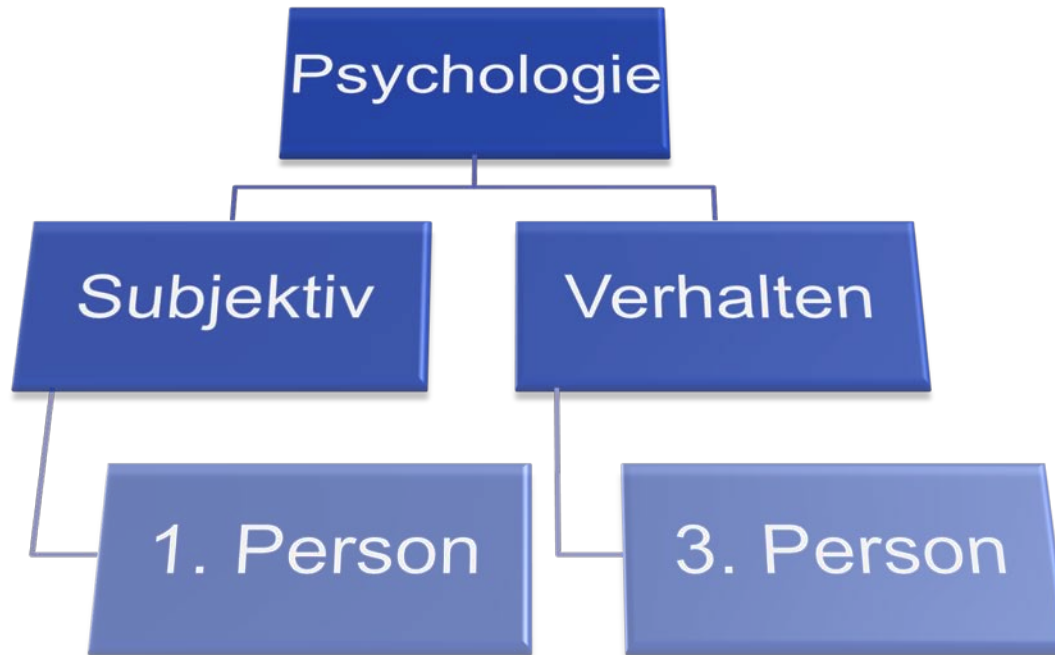 Psychologie
Subjektiv
Verhalten
1. Person
3. Person